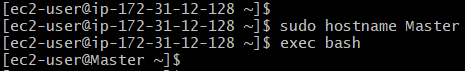 [ec2-user@ip-172-31-12-128 ~]$
[ec2-user@ip-172-31-12-128 ~]$ sudo hostname Master
[ec2-user@ip-172-31-12-128 ~]$ exec bash
[ec2-user@Master ~]$